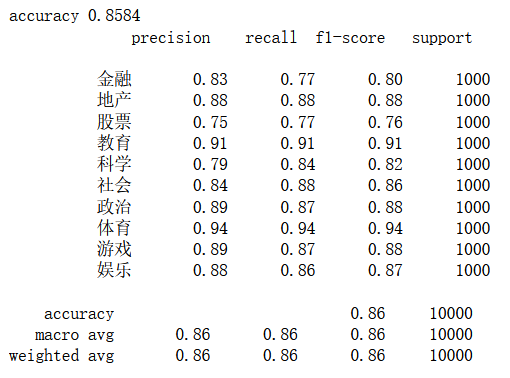 accuracy 0.8584
precision recall f1-score support
金融 0.83 0.77 0.80 1000
地产 0.88 0.88 0.88 1000
股票 0.75 0.77 0.76 1000
教育 0.91 0.91 0.91 1000
科学 0.79 0.84 0.82 1000
社会 0.84 0.88 0.86 1000
政治 0.89 0.87 0.88 1000
体育 0.94 0.94 0.94 1000
游戏 0.89 0.87 0.88 1000
娱乐 0.88 0.86 0.87 1000
accuracy 0.86 10000
macro avg 0.86 0.86 0.86 10000
weighted avg 0.86 0.86 0.86 10000